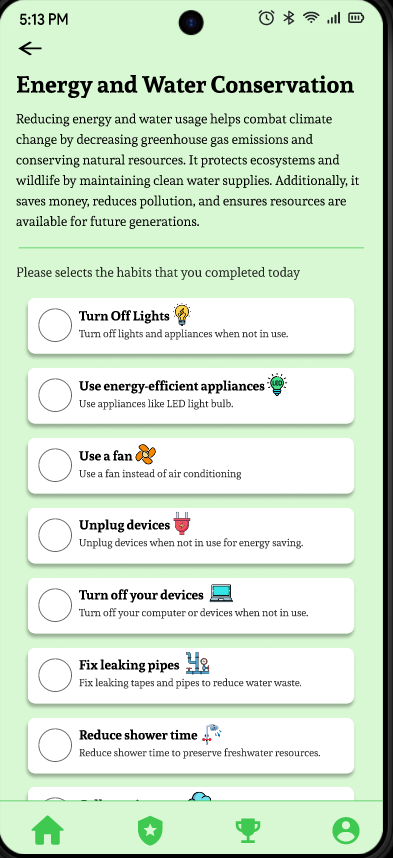 5:13 PM
Energy and Water Conservation
Reducing energy and water usage helps combat climate
change by decreasing greenhouse gas emissions and
conserving natural resources. It protects ecosystems and
wildlife by maintaining clean water supplies. Additionally, it
saves money, reduces pollution, and ensures resources are
available for future generations.
Please selects the habits that you completed today
Turn Off Lights
Turn off lights and appliances when not in use.
Use energy-efficient appliances
LED
Use appliances like LED light bulb.
Use a fan
Use a fan instead of air conditioning
Unplug devices
Unplug devices when not in use for energy saving.
Turn off your devices
Turn off your computer or devices when not in use.
Fix leaking pipes
Fix leaking tapes and pipes to reduce water waste.
Reduce shower time
Reduce shower time to preserve freshwater resources.